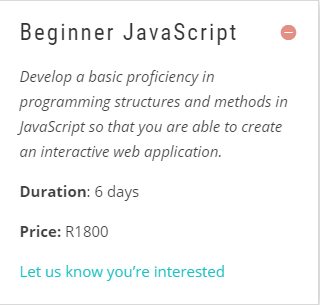 Beginner JavaScript
Develop a basic proficiency in
programming structures and methods in
JavaScript so that you are able to create
an interactive web application.
Duration: 6 days
Price: R1800
Let us know you’re interested